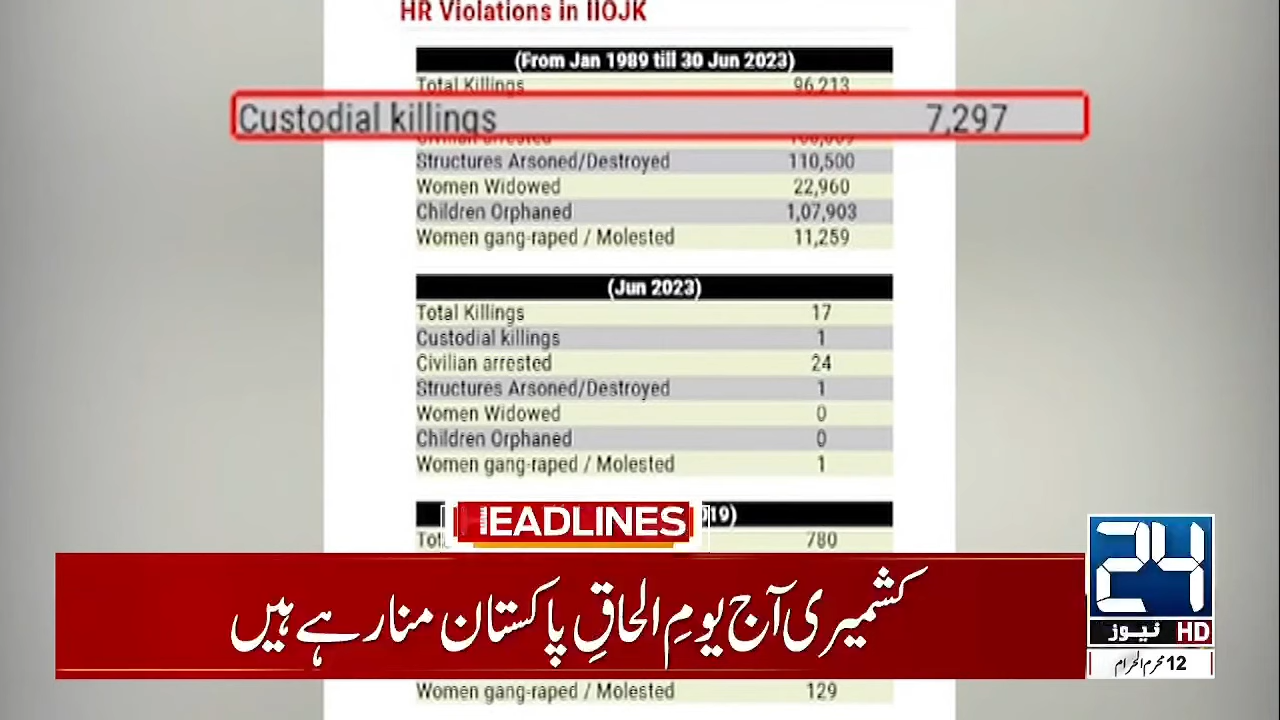 HR Violations in IIOJK
(From Jan 1989 till 30 Jun 2023)
Total Killings 96,213
Custodial killings 7,297
Civilian arrested
Structures Arsoned/Destroyed 110,500
Women Widowed 22,960
Children Orphaned 1,07,903
Women gang-raped / Molested 11,259
(Jun 2023)
Total Killings 17
Custodial killings 1
Civilian arrested 24
Structures Arsoned/Destroyed 1
Women Widowed 0
Children Orphaned 0
Women gang-raped / Molested 1
HEADLINES 019)
780
کشمیری آج یومِ الحاقِ پاکستان منا رہے ہیں
24
نیوز HD
12 محرم الحرام
Women gang-raped / Molested 129